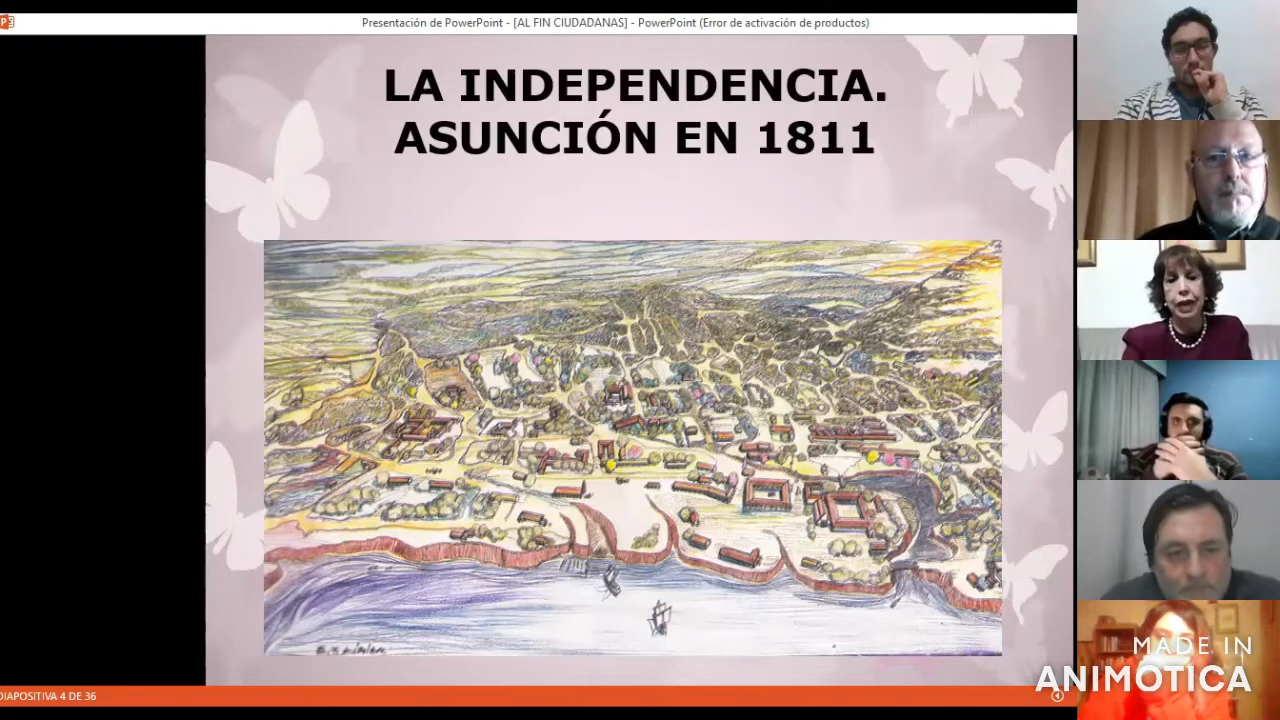 Presentación de PowerPoint - [AL FIN CIUDADANAS] - PowerPoint (Error de activación de productos)
LA INDEPENDENCIA.
ASUNCIÓN EN 1811
DIAPOSITIVA 4 DE 36
MADE IN
ANIMOTICA